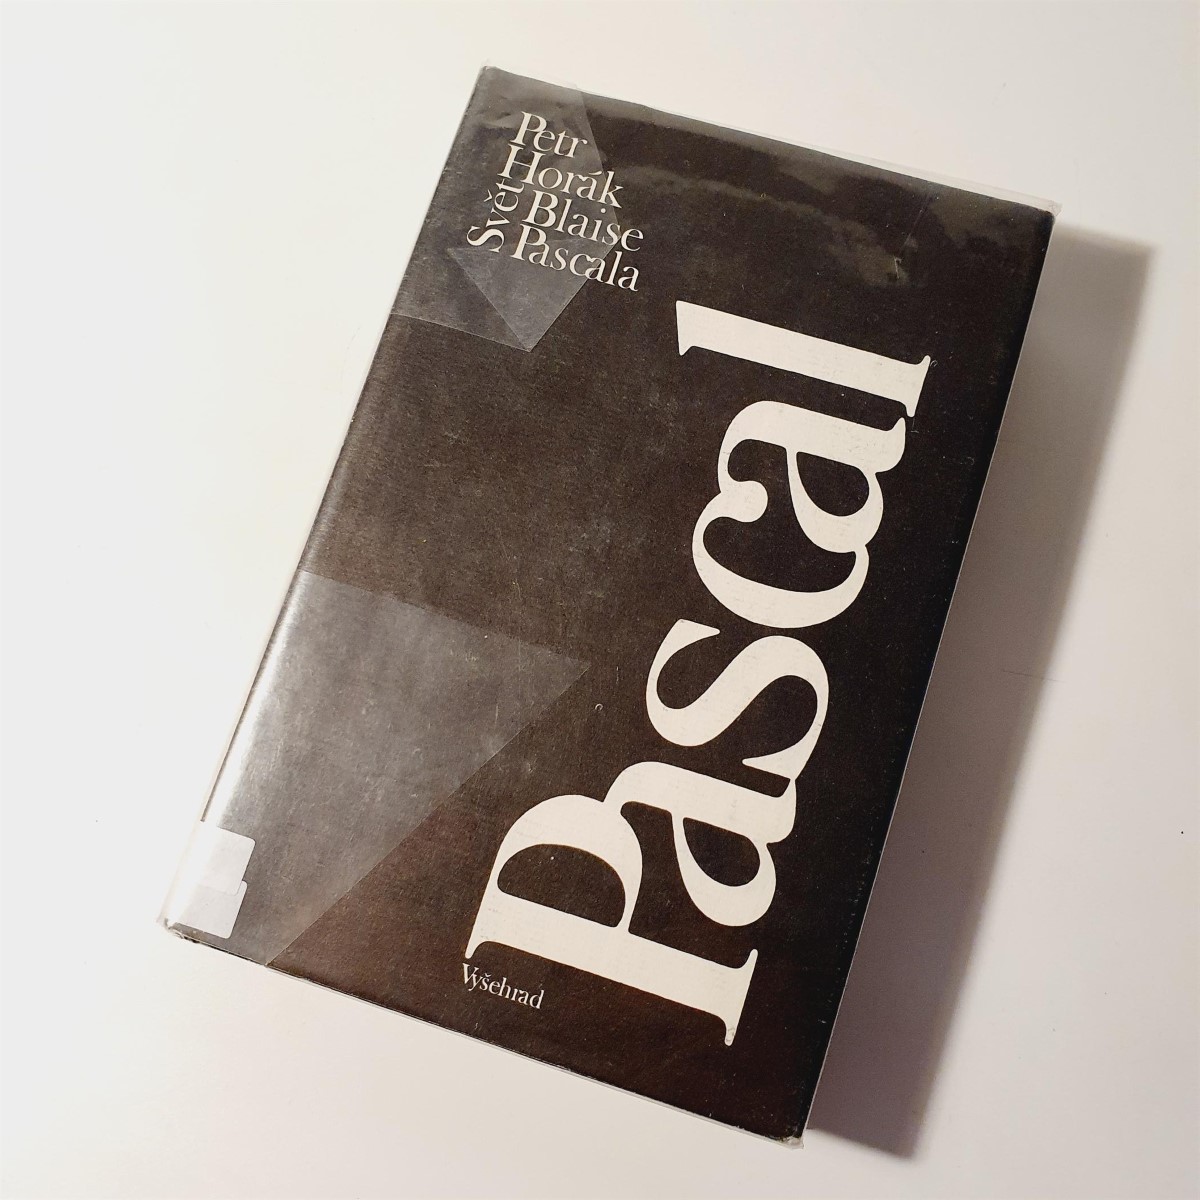 Petr
Horák
Svět
Blaise
Pascala
Pascal
Vyšehrad